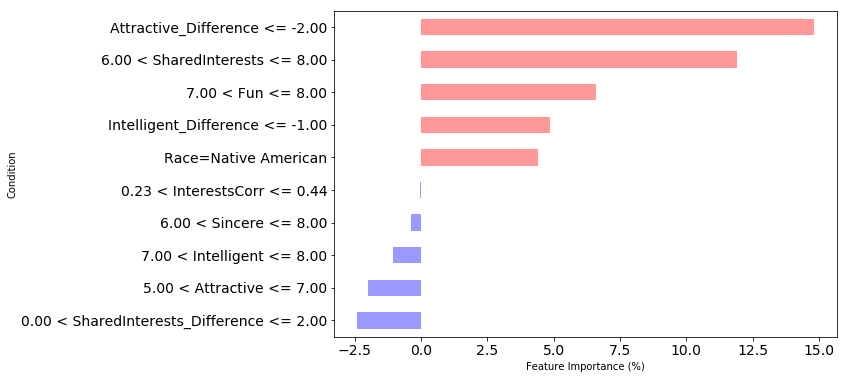 Attractive_Difference <= -2.00
6.00 < SharedInterests <= 8.00
7.00 < Fun <= 8.00
Intelligent_Difference <= -1.00
Race=Native American
0.23 < InterestsCorr <= 0.44
6.00 < Sincere <= 8.00
7.00 < Intelligent <= 8.00
5.00 < Attractive <= 7.00
0.00 < SharedInterests_Difference <= 2.00
Condition
−2.5 0.0 2.5 5.0 7.5 10.0 12.5 15.0
Feature Importance (%)